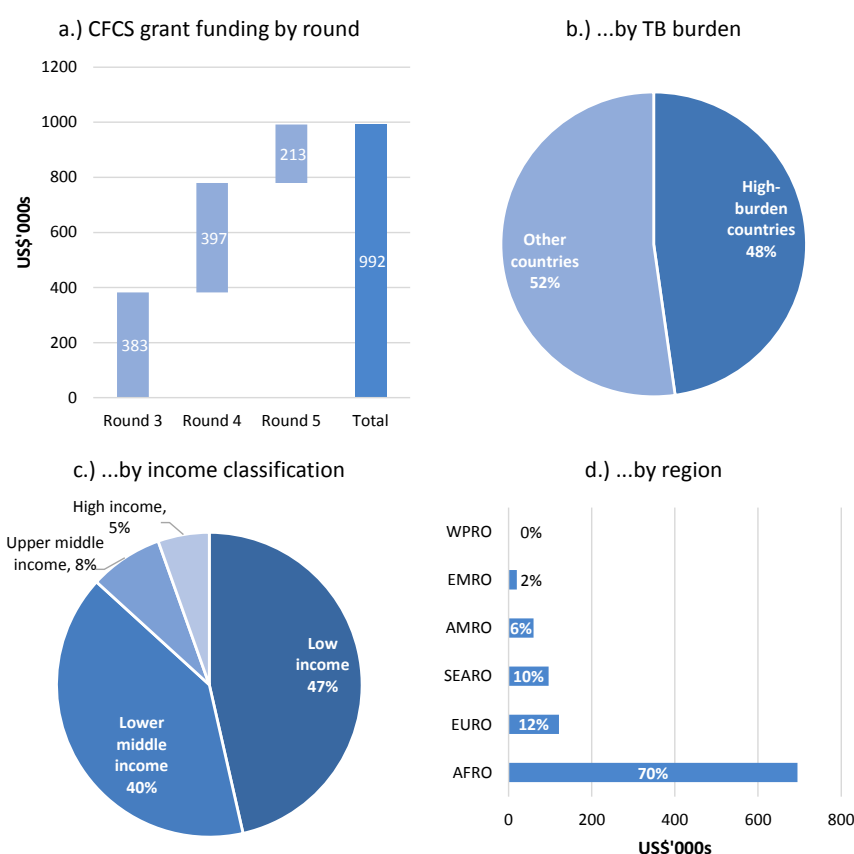 a.) CFCS grant funding by round
1200
1000
800
600
400
200
0
US$'000s
383
397
213
992
Round 3
Round 4
Round 5
Total
b.) ...by TB burden
High-
burden
countries
48%
Other
countries
52%
c.) ...by income classification
High income,
5%
Upper middle
income, 8%
Low
income
47%
Lower
middle
income
40%
d.) ...by region
WPRO
0%
EMRO
2%
AMRO
6%
SEARO
10%
EURO
12%
AFRO
70%
0
200
400
600
800
US$'000s